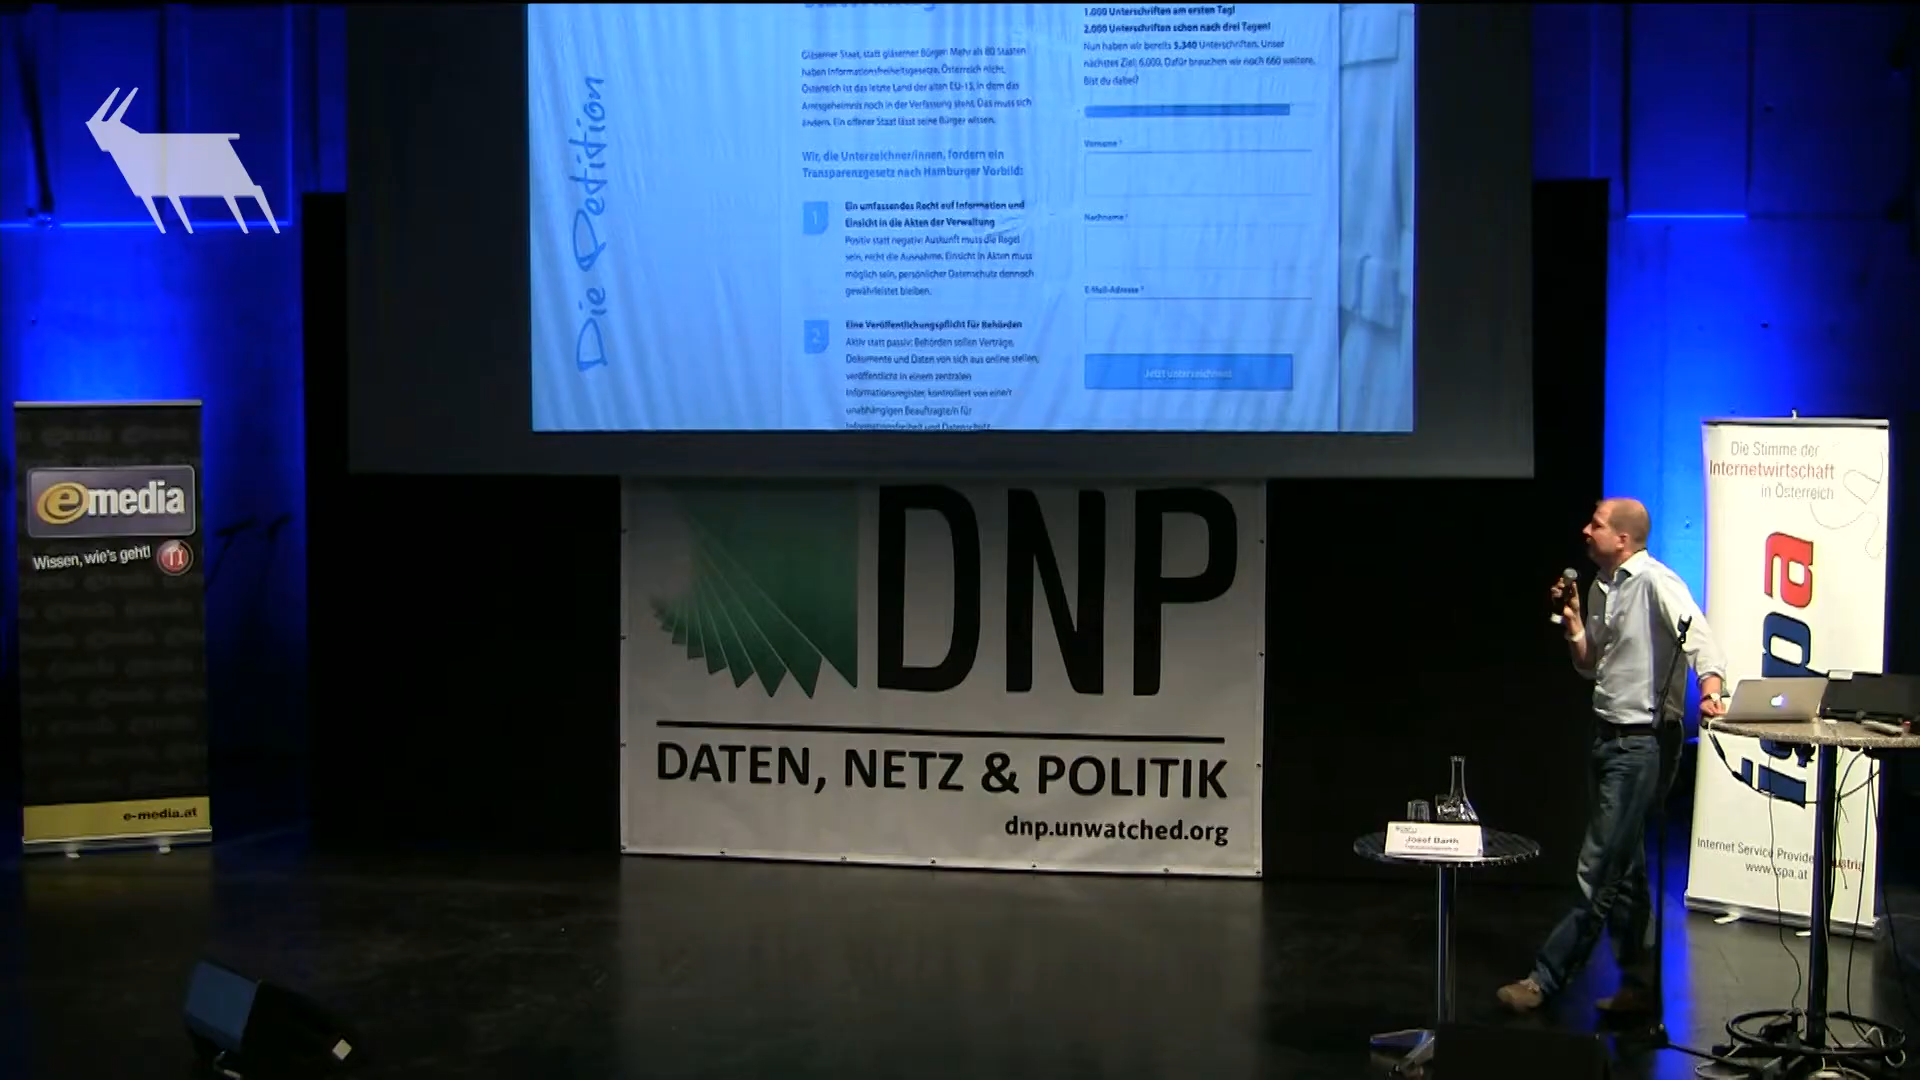 Die Petition
Gläserner Staat, statt gläserner Bürger: Mehr als 80 Staaten
haben Informationsfreiheitsgesetze, Österreich nicht.
Österreich ist das letzte Land der alten EU-15, in dem das
Amtsgeheimnis noch in der Verfassung steht. Das muss sich
ändern. Ein offener Staat lässt seine Bürger wissen.
Wir, die Unterzeichner/innen, fordern ein
Transparenzgesetz nach Hamburger Vorbild:
1
Ein umfassendes Recht auf Information und
Einsicht in die Akten der Verwaltung
Positiv statt negativ: Auskunft muss die Regel
sein, nicht die Ausnahme. Einsicht in Akten muss
möglich sein, persönlicher Datenschutz dennoch
gewährleistet bleiben.
2
Eine Veröffentlichungspflicht für Behörden
Aktiv statt passiv: Behörden sollen Verträge,
Dokumente und Daten von sich aus online stellen,
veröffentlicht in einem zentralen
Informationsregister, kontrolliert von eine/r
unabhängigen Beauftragte/n für
Informationsfreiheit und Datenschutz.
1.000 Unterschriften am ersten Tag!
2.000 Unterschriften schon nach drei Tagen!
Nun haben wir bereits 5,340 Unterschriften. Unser
nächstes Ziel: 6,000. Dafür brauchen wir noch 660 weitere.
Bist du dabei?
Vorname *
Nachname *
E-Mail-Adresse *
Jetzt unterzeichnen!
emedia
Wissen, wie's geht!
e-media.at
DNP
DATEN, NETZ & POLITIK
dnp.unwatched.org
Josef Barth
Die Stimme der
Internetwirtschaft
in Österreich
ispa
Internet Service Provide ustria
www.ispa.at